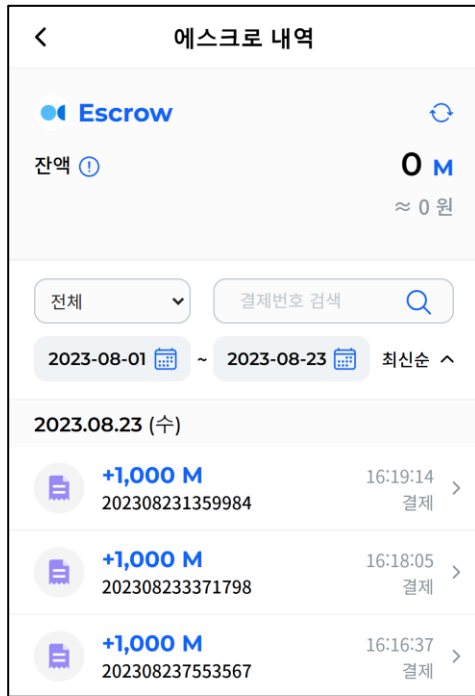 에스크로 내역
Escrow
잔액
0 M
≈ 0 원
전체
결제번호 검색
2023-08-01 ~ 2023-08-23 최신순
2023.08.23 (수)
+1,000 M 16:19:14
202308231359984 결제
+1,000 M 16:18:05
202308233371798 결제
+1,000 M 16:16:37
202308237553567 결제